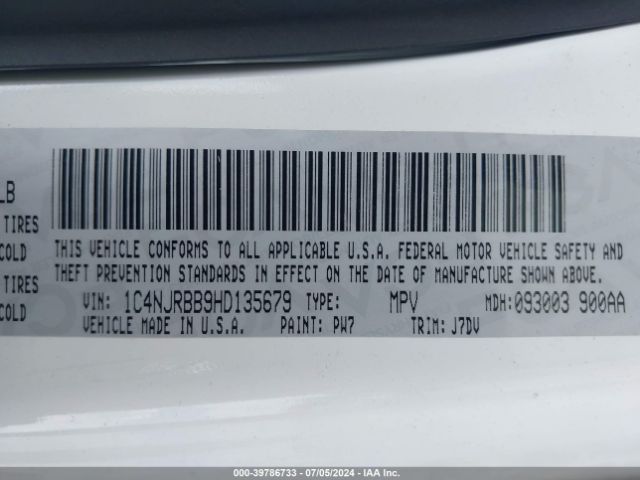 LB
TIRES
COLD
TIRES
COLD
THIS VEHICLE CONFORMS TO ALL APPLICABLE U.S.A. FEDERAL MOTOR VEHICLE SAFETY AND
THEFT PREVENTION STANDARDS IN EFFECT ON THE DATE OF MANUFACTURE SHOWN ABOVE.
VIN: 1C4NJRBB9HD135679 TYPE: MPV MDH:093003 900AA
VEHICLE MADE IN U.S.A. PAINT: PW7 TRIM: J7DV
000-39786733 - 07/05/2024 - IAAI.COM